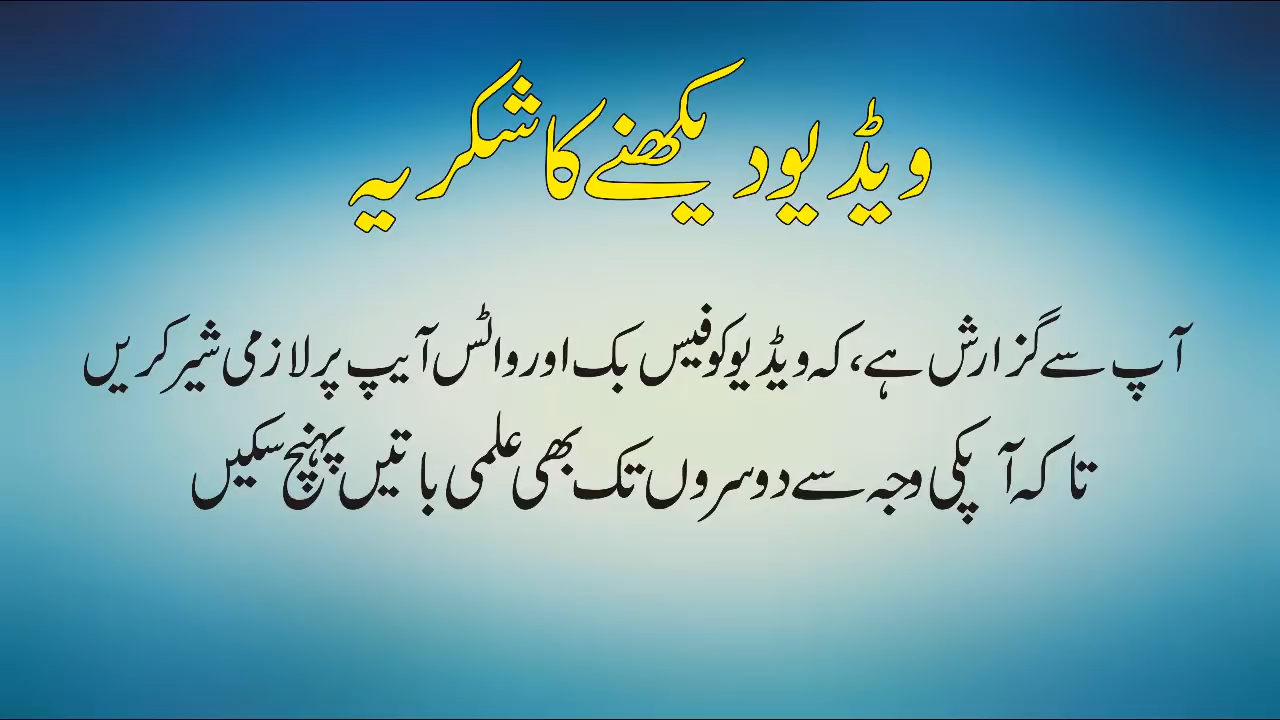 ویڈیو دیکھنے کا شکریہ
آپ سے گزارش ہے، کہ ویڈیو کو فیس بک اور واٹس آیپ پر لازمی شیر کریں
تاکہ آپکی وجہ سے دوسروں تک بھی علمی باتیں پہنچ سکیں